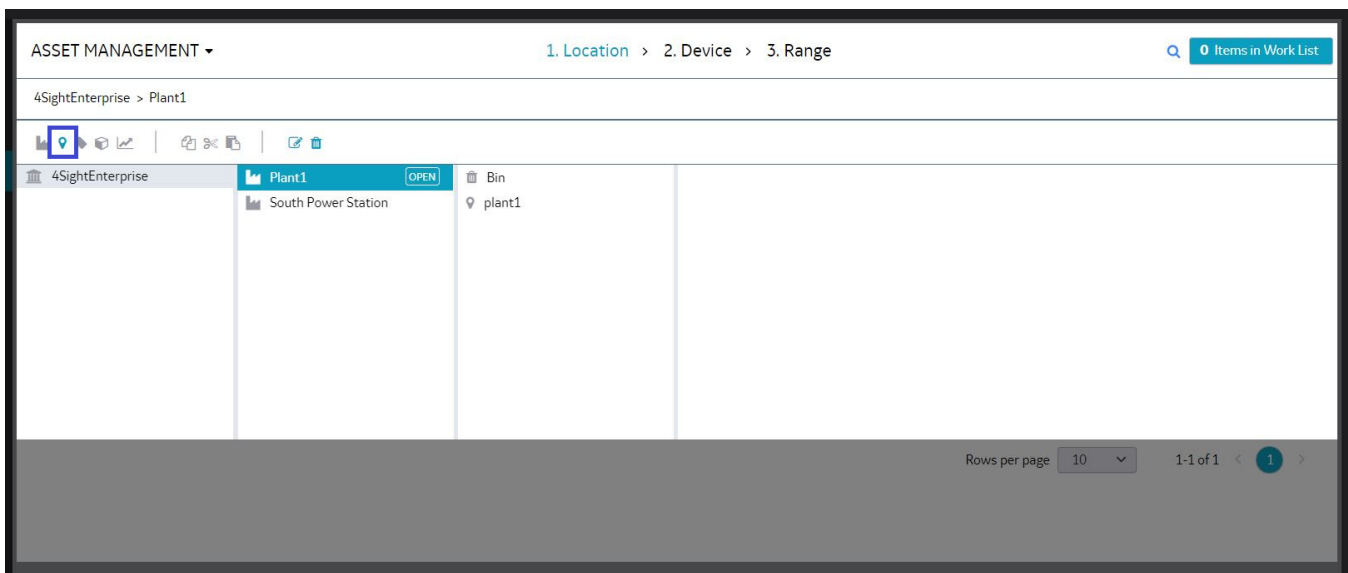 ASSET MANAGEMENT
1. Location > 2. Device > 3. Range
0 Items in Work List
4SightEnterprise > Plant1
4SightEnterprise
Plant1
OPEN
South Power Station
Bin
plant1
Rows per page 10
1-1 of 1 < 1 >